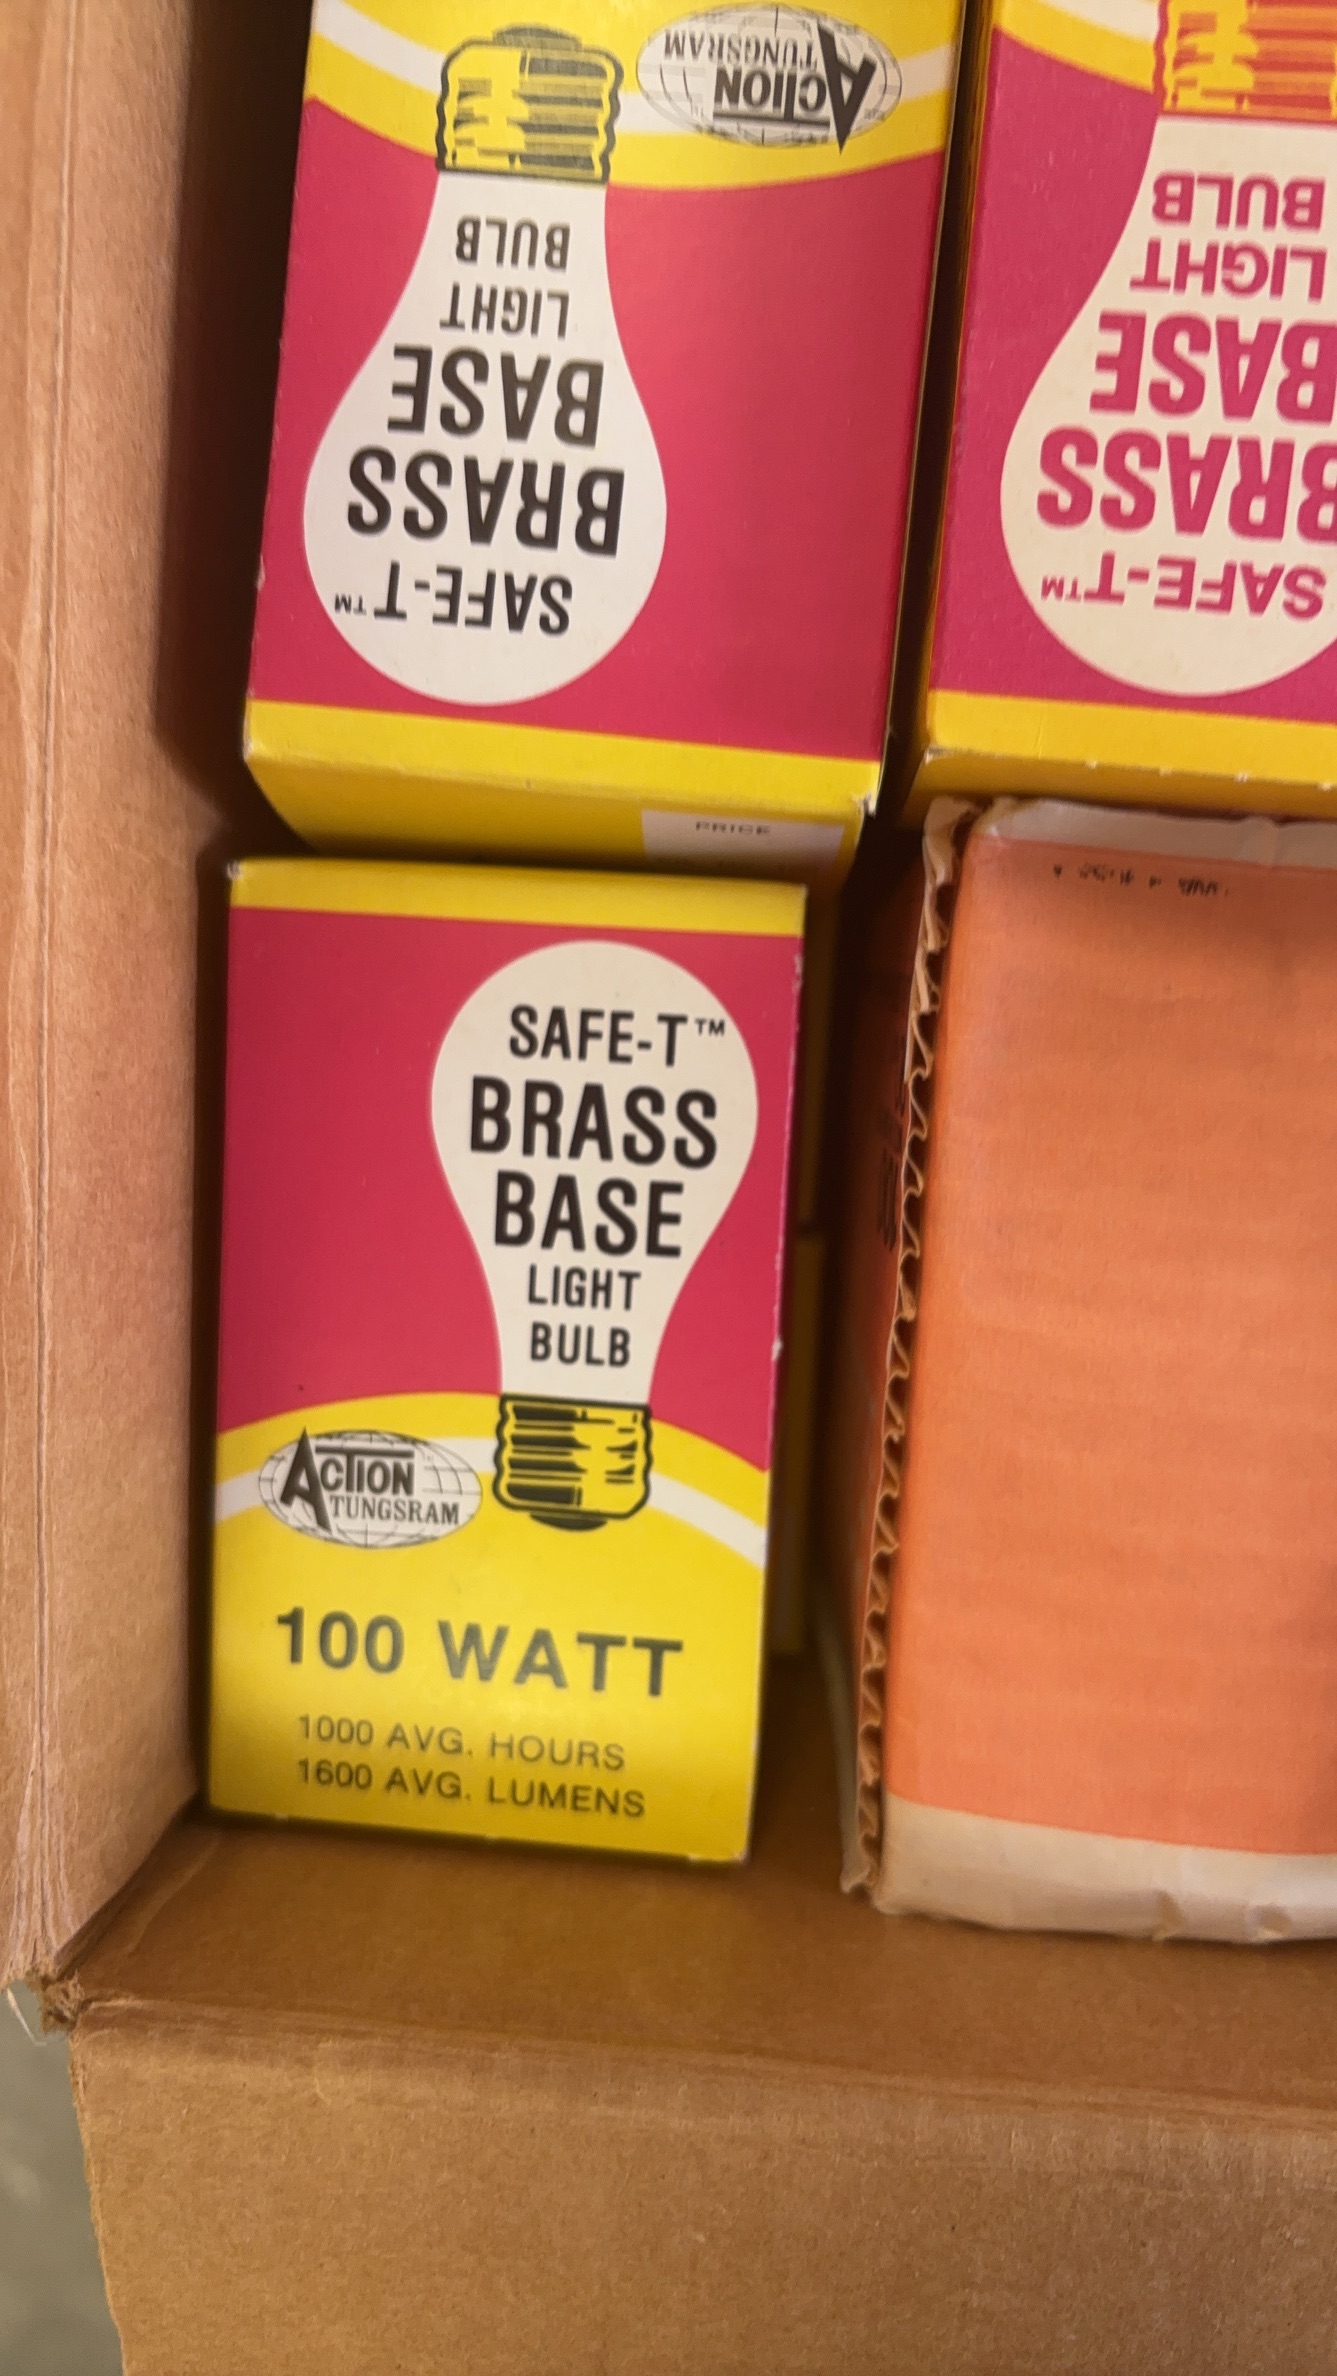 ACTION
TUNGSRAM
BULB
LIGHT
BASE
BRASS
SAFE-T™
BULB
LIGHT
BASE
BRASS
SAFE-T™
PRICE
SAFE-T™
BRASS
BASE
LIGHT
BULB
ACTION
TUNGSRAM
100 WATT
1000 AVG. HOURS
1600 AVG. LUMENS